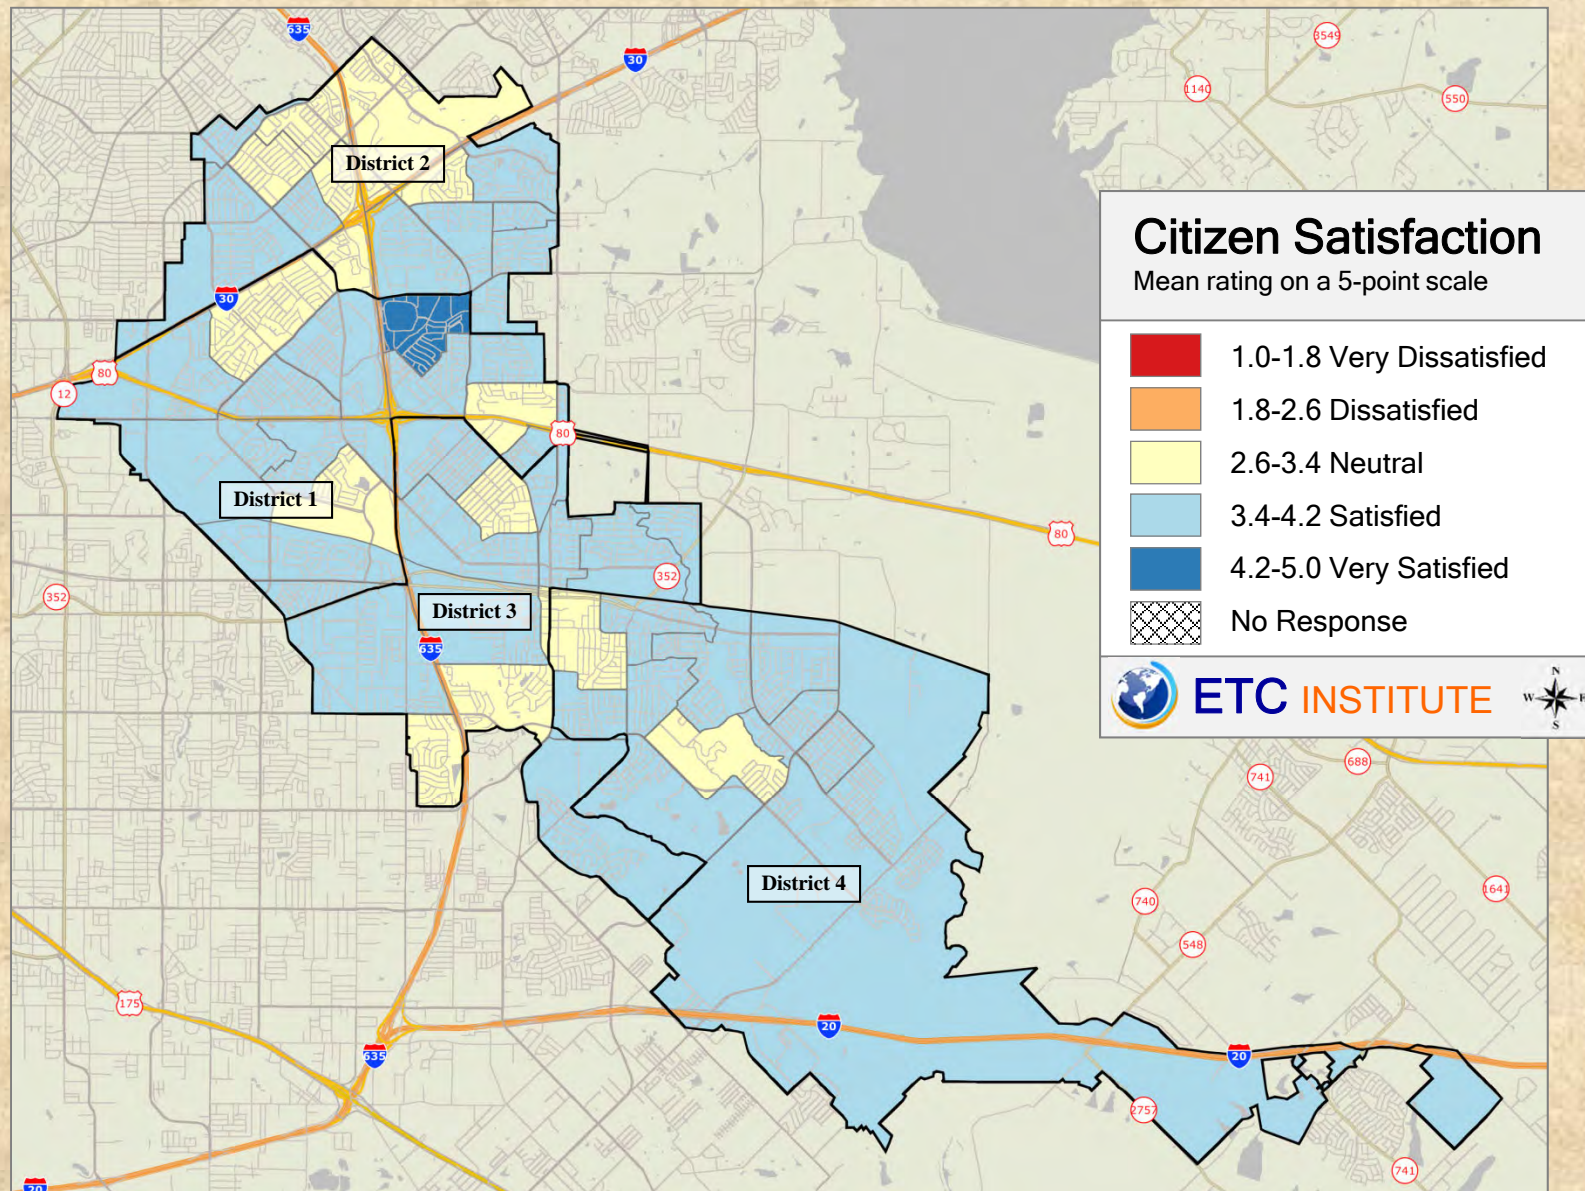 635
30
3549
1140
550
District 2
Citizen Satisfaction
Mean rating on a 5-point scale
30
1.0-1.8 Very Dissatisfied
80
12
1.8-2.6 Dissatisfied
80
2.6-3.4 Neutral
District 1
3.4-4.2 Satisfied
80
352
4.2-5.0 Very Satisfied
352
District 3
No Response
635
N
W E
S
ETC INSTITUTE
688
741
District 4
1641
740
548
175
20
635
20
2757
741
20